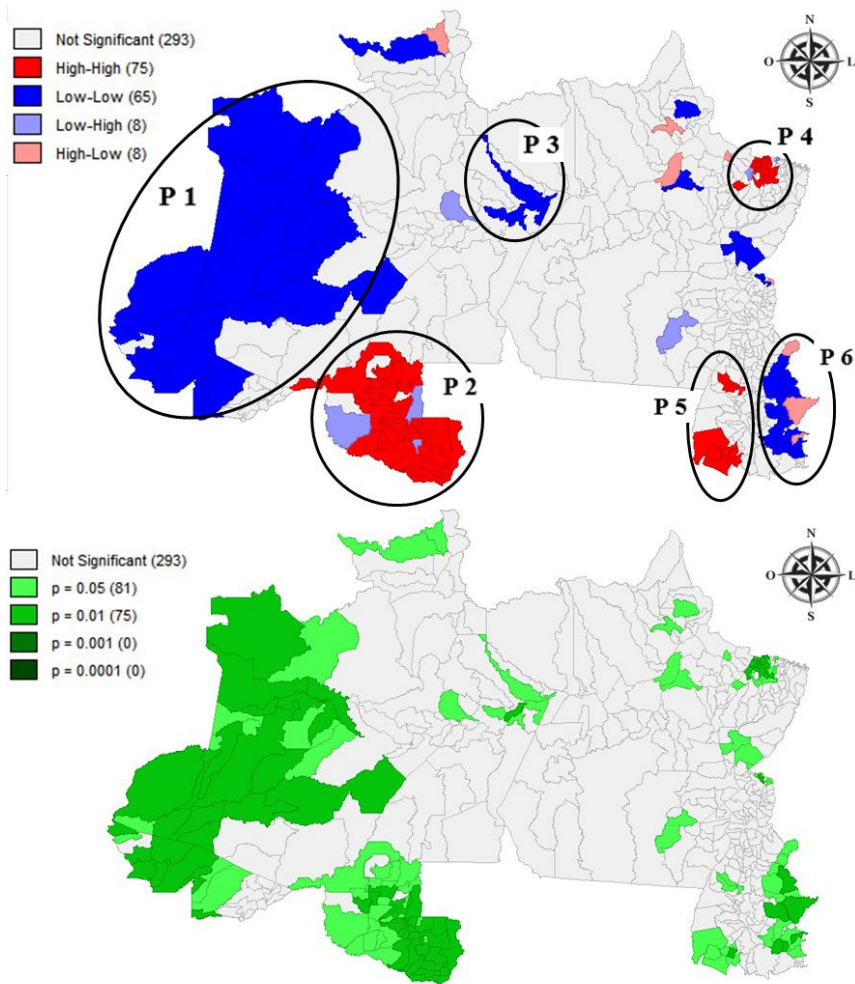 Not Significant (293)
High-High (75)
Low-Low (65)
Low-High (8)
High-Low (8)
N
O
L
S
P 1
P 2
P 3
P 4
P 5
P 6
Not Significant (293)
p = 0.05 (81)
p = 0.01 (75)
p = 0.001 (0)
p = 0.0001 (0)
N
O
L
S